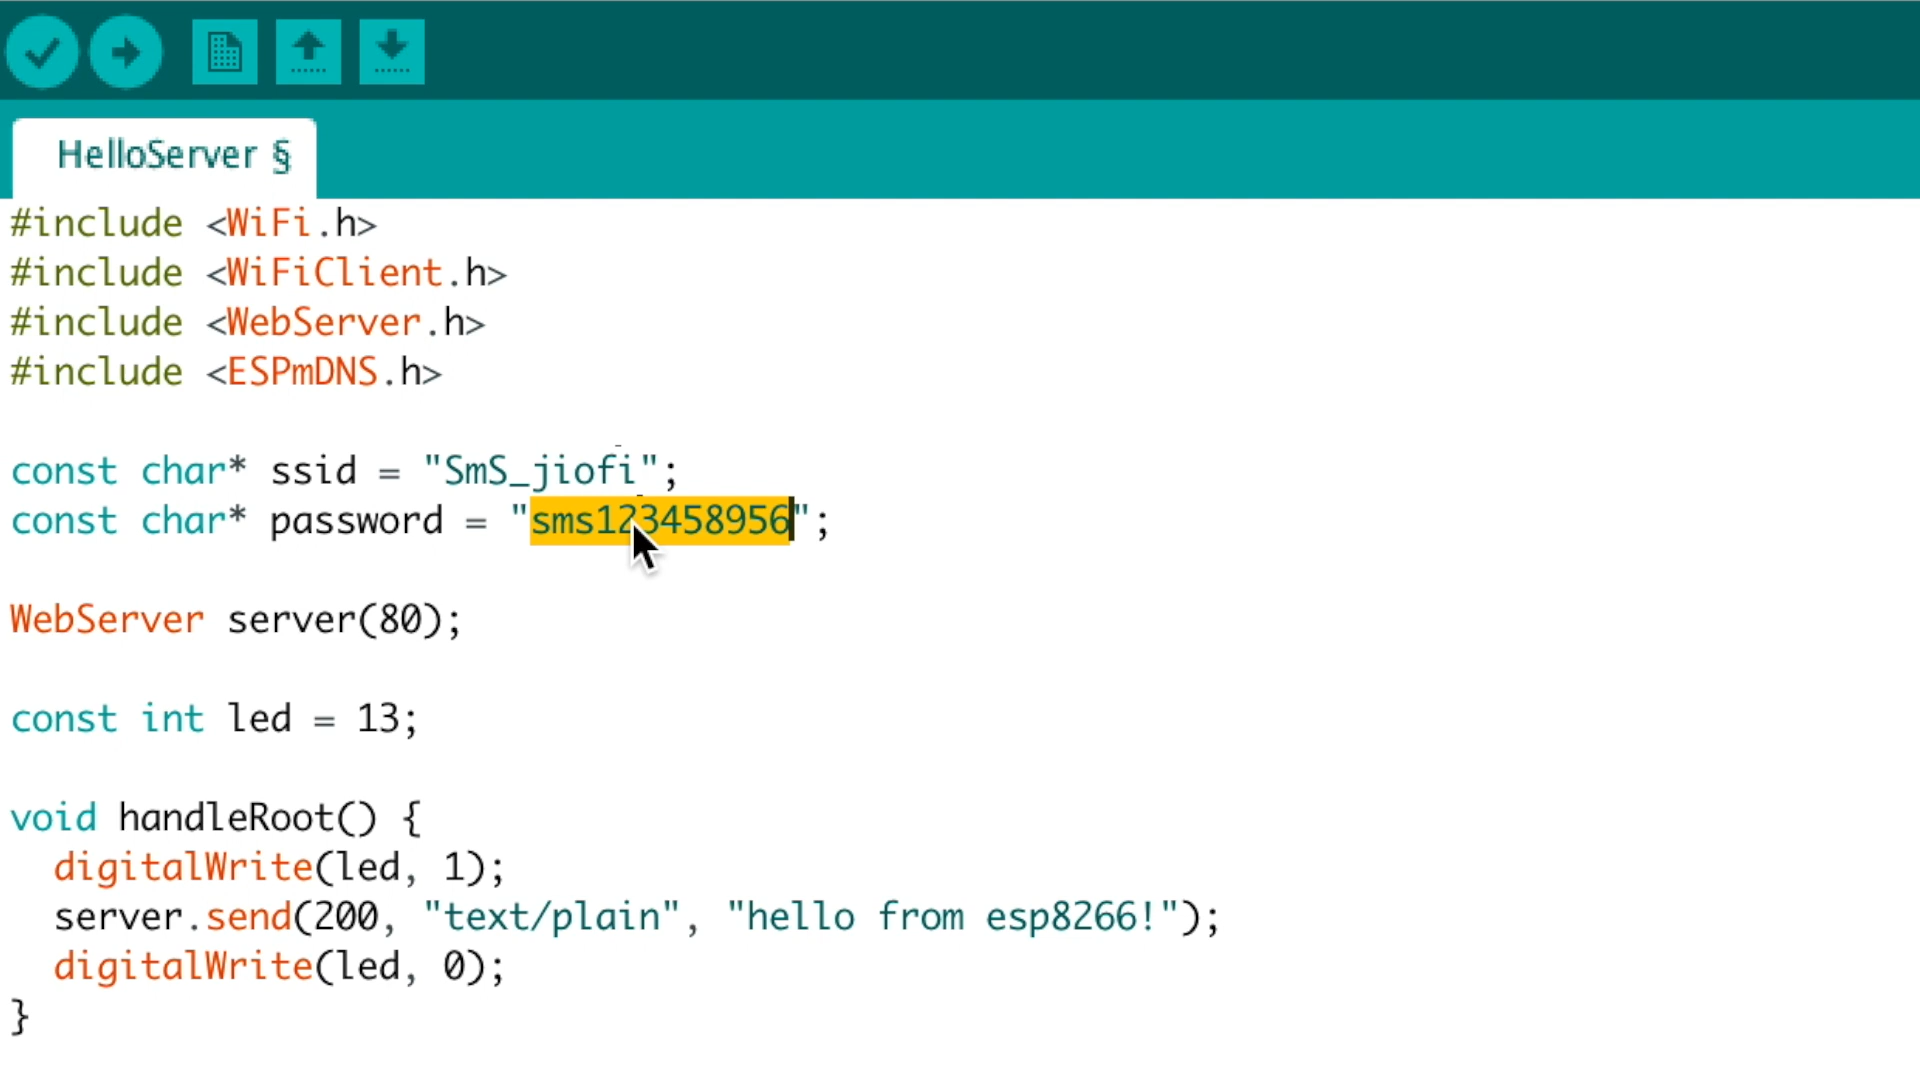 HelloServer §
#include <WiFi.h>
#include <WiFiClient.h>
#include <WebServer.h>
#include <ESPmDNS.h>
const char* ssid = "SmS_jiofi";
const char* password = "sms123458956";
WebServer server(80);
const int led = 13;
void handleRoot() {
  digitalWrite(led, 1);
  server.send(200, "text/plain", "hello from esp8266!");
  digitalWrite(led, 0);
}